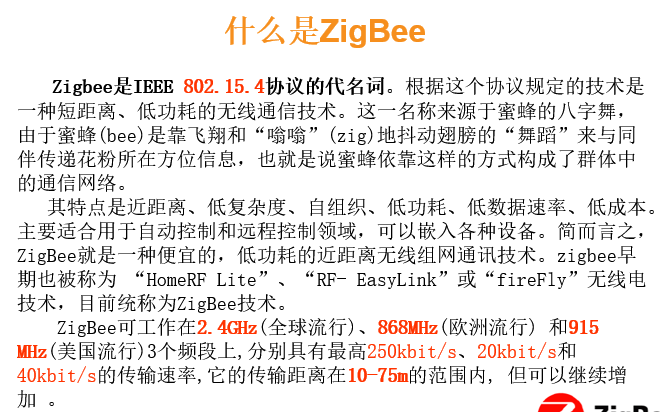 什么是ZigBee
Zigbee是IEEE 802.15.4协议的代名词。根据这个协议规定的技术是
一种短距离、低功耗的无线通信技术。这一名称来源于蜜蜂的八字舞，
由于蜜蜂(bee)是靠飞翔和“嗡嗡”(zig)地抖动翅膀的“舞蹈”来与同
伴传递花粉所在方位信息，也就是说蜜蜂依靠这样的方式构成了群体中
的通信网络。
其特点是近距离、低复杂度、自组织、低功耗、低数据速率、低成本。
主要适合用于自动控制和远程控制领域，可以嵌入各种设备。简而言之，
ZigBee就是一种便宜的，低功耗的近距离无线组网通讯技术。zigbee早
期也被称为 “HomeRF Lite”、“RF- EasyLink”或“fireFly”无线电
技术，目前统称为ZigBee技术。
ZigBee可工作在2.4GHz(全球流行)、868MHz(欧洲流行) 和915
MHz(美国流行)3个频段上,分别具有最高250kbit/s、20kbit/s和
40kbit/s的传输速率,它的传输距离在10-75m的范围内, 但可以继续增
加 。